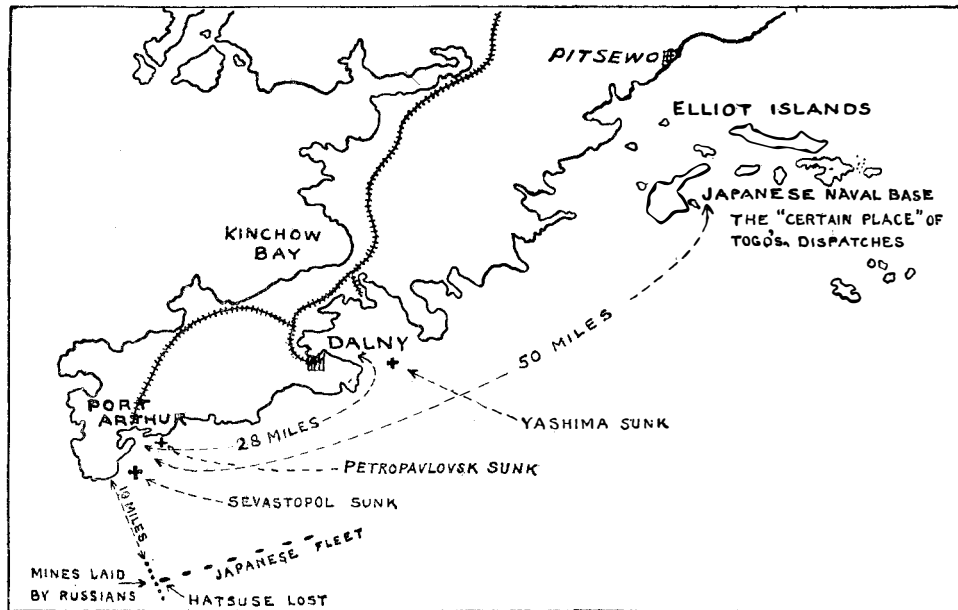 PITSEWO
ELLIOT ISLANDS
JAPANESE NAVAL BASE
THE "CERTAIN PLACE" OF
TOGO'S. DISPATCHES
KINCHOW
BAY
DALNY
50 MILES
PORT
ARTHUR
28 MILES
YASHIMA SUNK
PETROPAVLOVSK SUNK
SEVASTOPOL SUNK
10 MILES
JAPANESE FLEET
MINES LAID
BY RUSSIANS
HATSUSE LOST